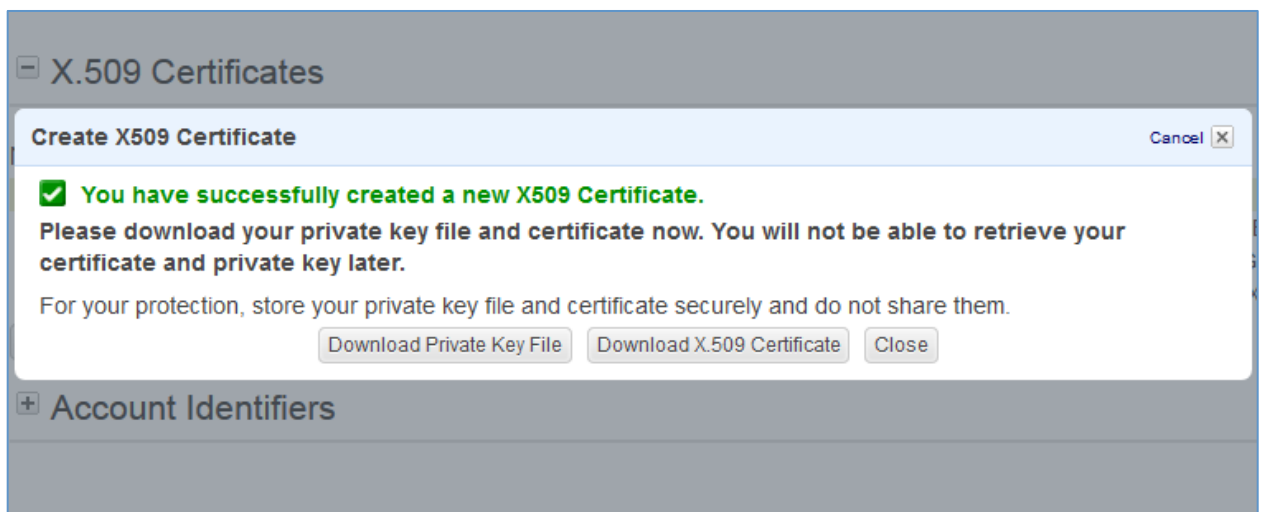 X.509 Certificates
Create X509 Certificate
Cancel
You have successfully created a new X509 Certificate.
Please download your private key file and certificate now. You will not be able to retrieve your
certificate and private key later.
For your protection, store your private key file and certificate securely and do not share them.
Download Private Key File Download X.509 Certificate Close
Account Identifiers